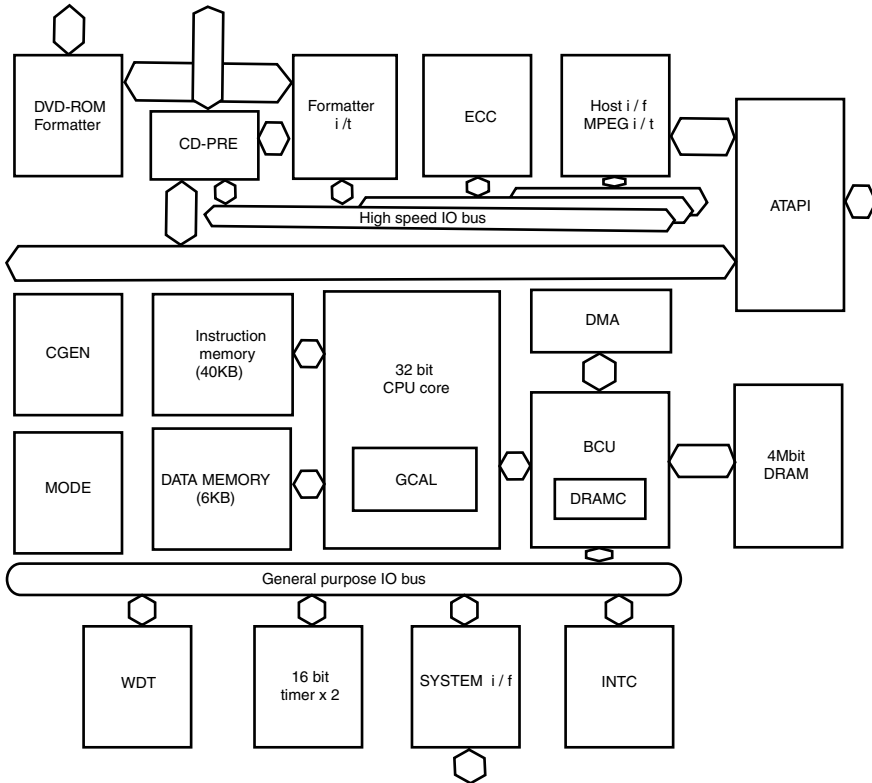 DVD-ROM
Formatter
CD-PRE
Formatter
i /t
ECC
Host i / f
MPEG i / t
ATAPI
High speed IO bus
CGEN
Instruction
memory
(40KB)
32 bit
CPU core
DMA
MODE
DATA MEMORY
(6KB)
GCAL
BCU
DRAMC
4Mbit
DRAM
General purpose IO bus
WDT
16 bit
timer x 2
SYSTEM i / f
INTC